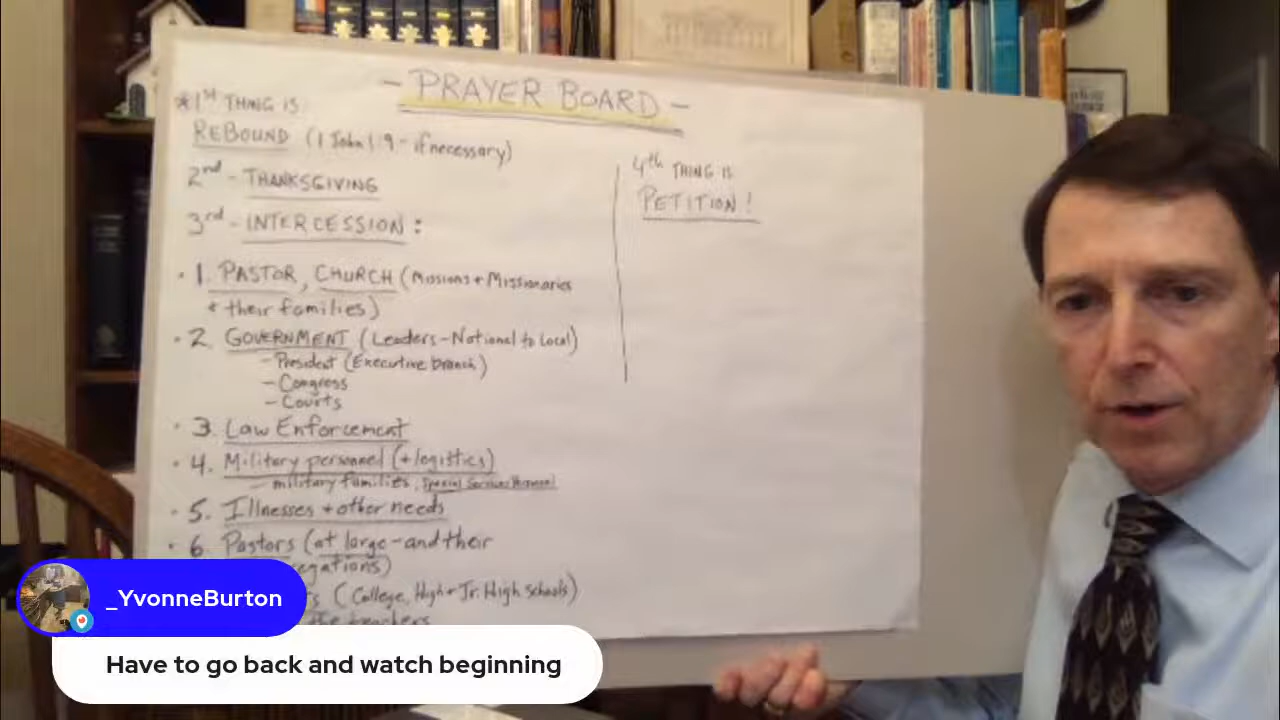 - PRAYER BOARD -
*1st THING IS
REBOUND (1 John 1:9 - if necessary)
2nd - THANKSGIVING
3rd - INTERCESSION :
• 1. PASTOR, CHURCH (Missions + Missionaries
+ their families)
• 2. GOVERNMENT (Leaders - National to Local)
- President (Executive branch)
- Congress
- Courts
• 3. Law Enforcement
• 4. Military personnel (+ logistics)
- military families, Special Services Personnel
• 5. Illnesses + other needs
• 6. Pastors (at large - and their
egations)
(College, High + Jr. High schools)
teachers
4th THING IS
PETITION!
_YvonneBurton
Have to go back and watch beginning